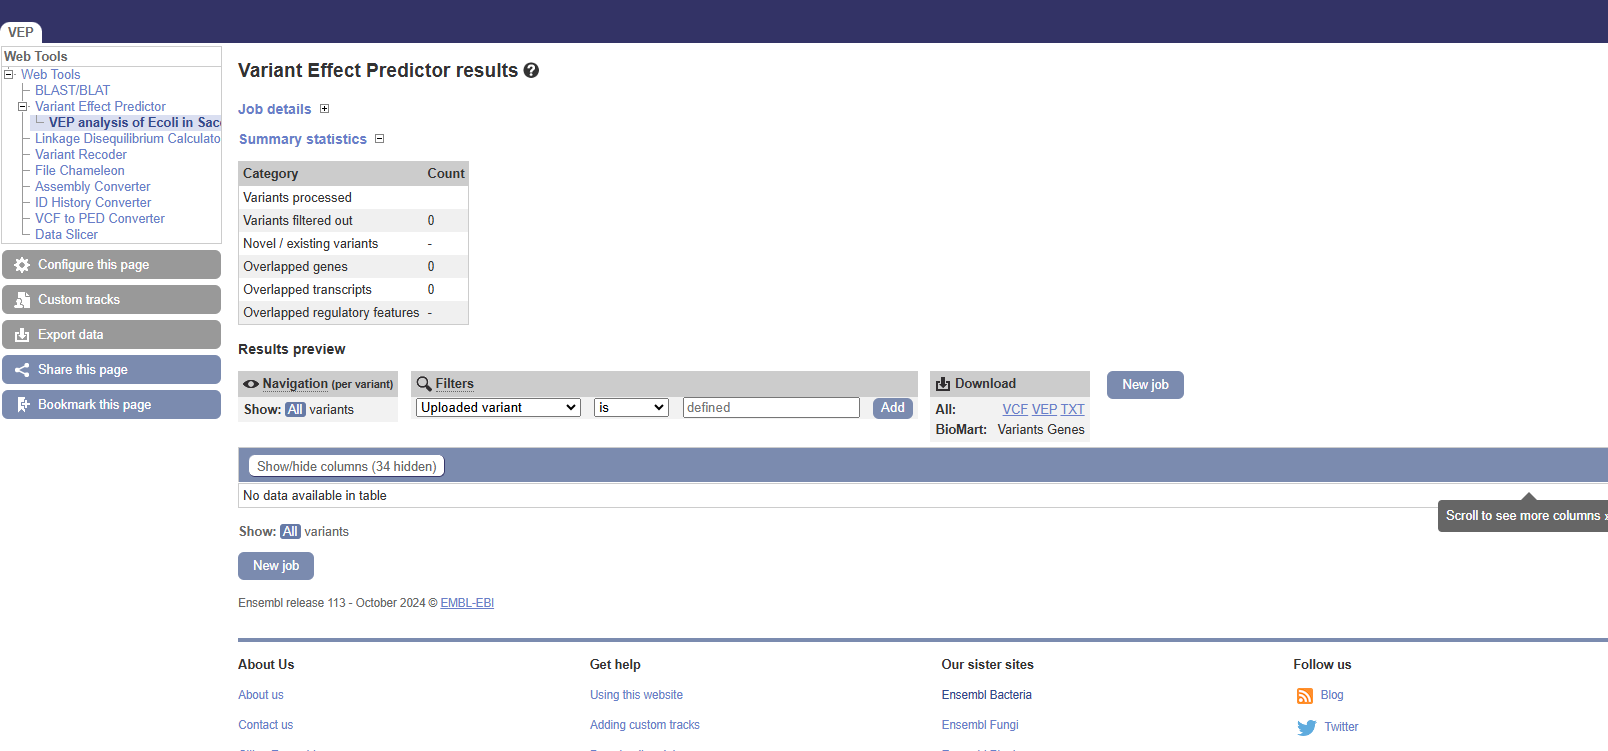 VEP
Web Tools
Web Tools
BLAST/BLAT
Variant Effect Predictor
VEP analysis of Ecoli in Sacc
Linkage Disequilibrium Calculato
Variant Recoder
File Chameleon
Assembly Converter
ID History Converter
VCF to PED Converter
Data Slicer
Configure this page
Custom tracks
Export data
Share this page
Bookmark this page
Variant Effect Predictor results ?
Job details
Summary statistics
Category Count
Variants processed
Variants filtered out 0
Novel / existing variants -
Overlapped genes 0
Overlapped transcripts 0
Overlapped regulatory features -
Results preview
Navigation (per variant)
Show: All variants
Filters
Uploaded variant is defined Add
Download
All: VCF VEP TXT
BioMart: Variants Genes
New job
Show/hide columns (34 hidden)
No data available in table
Scroll to see more columns »
Show: All variants
New job
Ensembl release 113 - October 2024 © EMBL-EBI
About Us
About us
Contact us
Get help
Using this website
Adding custom tracks
Our sister sites
Ensembl Bacteria
Ensembl Fungi
Follow us
Blog
Twitter